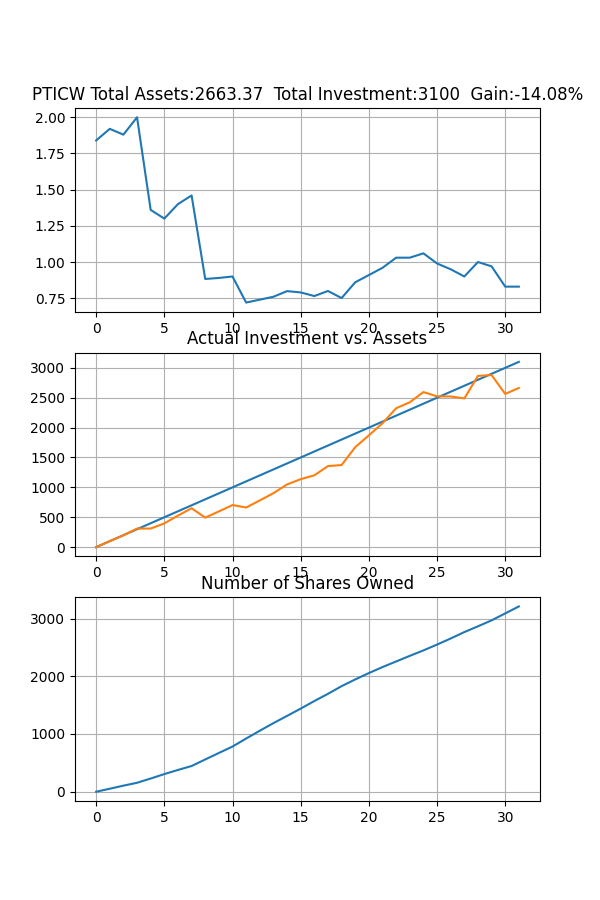 PTICW Total Assets:2663.37  Total Investment:3100  Gain:-14.08%
2.00
1.75
1.50
1.25
1.00
0.75
0 5 10 15 20 25 30
Actual Investment vs. Assets
3000
2500
2000
1500
1000
500
0
0 5 10 15 20 25 30
Number of Shares Owned
3000
2000
1000
0
0 5 10 15 20 25 30